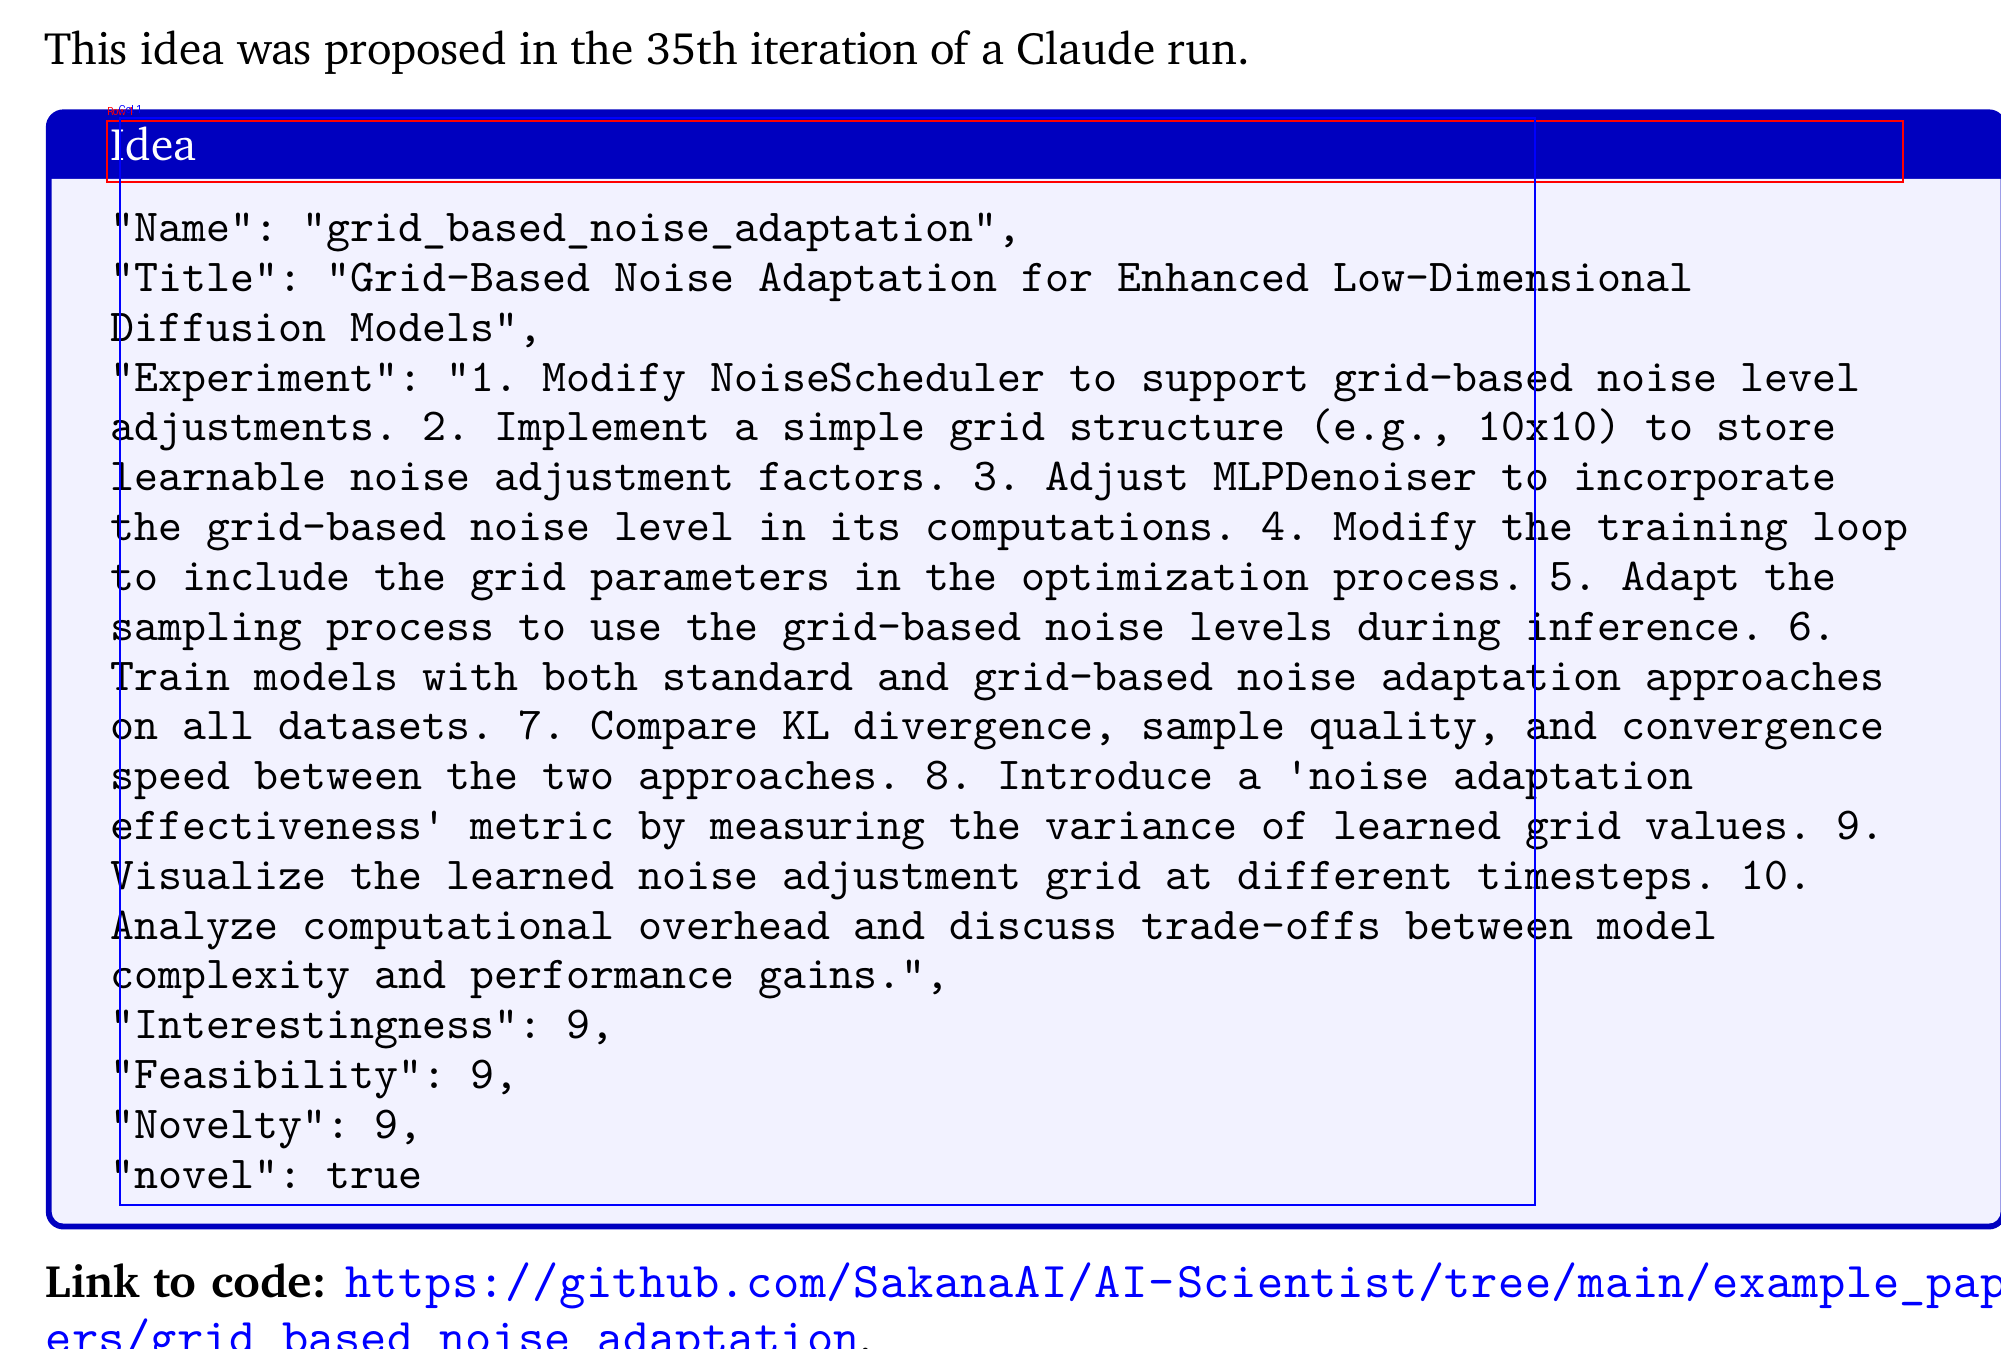 This idea was proposed in the 35th iteration of a Claude run.
Row 1
Col 1
Idea
"Name": "grid_based_noise_adaptation",
"Title": "Grid-Based Noise Adaptation for Enhanced Low-Dimensional
Diffusion Models",
"Experiment": "1. Modify NoiseScheduler to support grid-based noise level
adjustments. 2. Implement a simple grid structure (e.g., 10x10) to store
learnable noise adjustment factors. 3. Adjust MLPDenoiser to incorporate
the grid-based noise level in its computations. 4. Modify the training loop
to include the grid parameters in the optimization process. 5. Adapt the
sampling process to use the grid-based noise levels during inference. 6.
Train models with both standard and grid-based noise adaptation approaches
on all datasets. 7. Compare KL divergence, sample quality, and convergence
speed between the two approaches. 8. Introduce a 'noise adaptation
effectiveness' metric by measuring the variance of learned grid values. 9.
Visualize the learned noise adjustment grid at different timesteps. 10.
Analyze computational overhead and discuss trade-offs between model
complexity and performance gains.",
"Interestingness": 9,
"Feasibility": 9,
"Novelty": 9,
"novel": true
Link to code: https://github.com/SakanaAI/AI-Scientist/tree/main/example_pap
ers/grid_based_noise_adaptation.